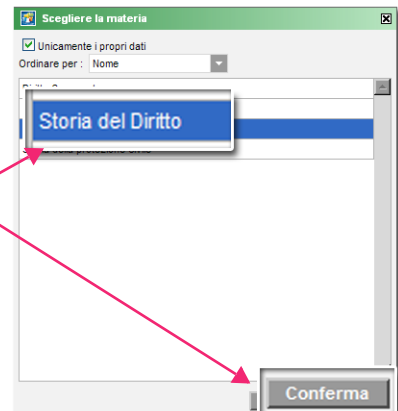 Scegliere la materia
Unicamente i propri dati
Ordinare per : Nome
Storia del Diritto
Conferma